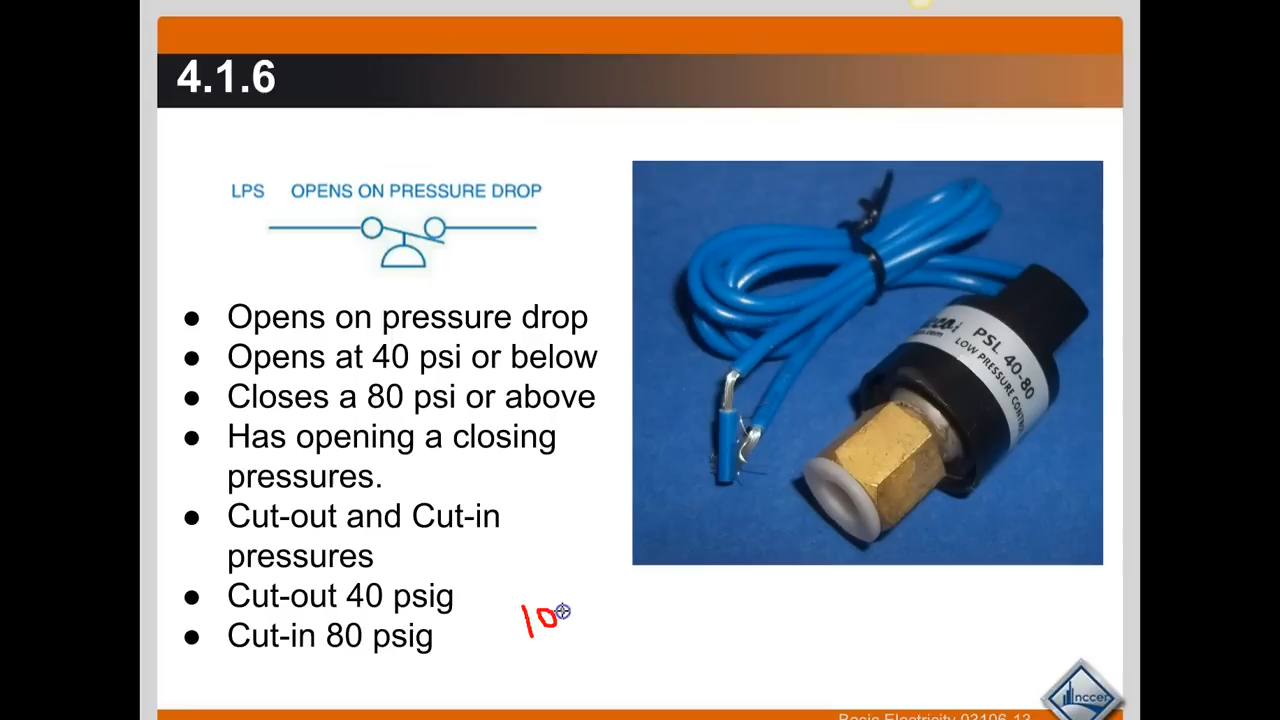 4.1.6
LPS OPENS ON PRESSURE DROP
● Opens on pressure drop
● Opens at 40 psi or below
● Closes a 80 psi or above
● Has opening a closing
pressures.
● Cut-out and Cut-in
pressures
● Cut-out 40 psig
● Cut-in 80 psig
10
PSL 40-80
LOW PRESSURE CONTROL
nccer
Basic Electricity 03106-13